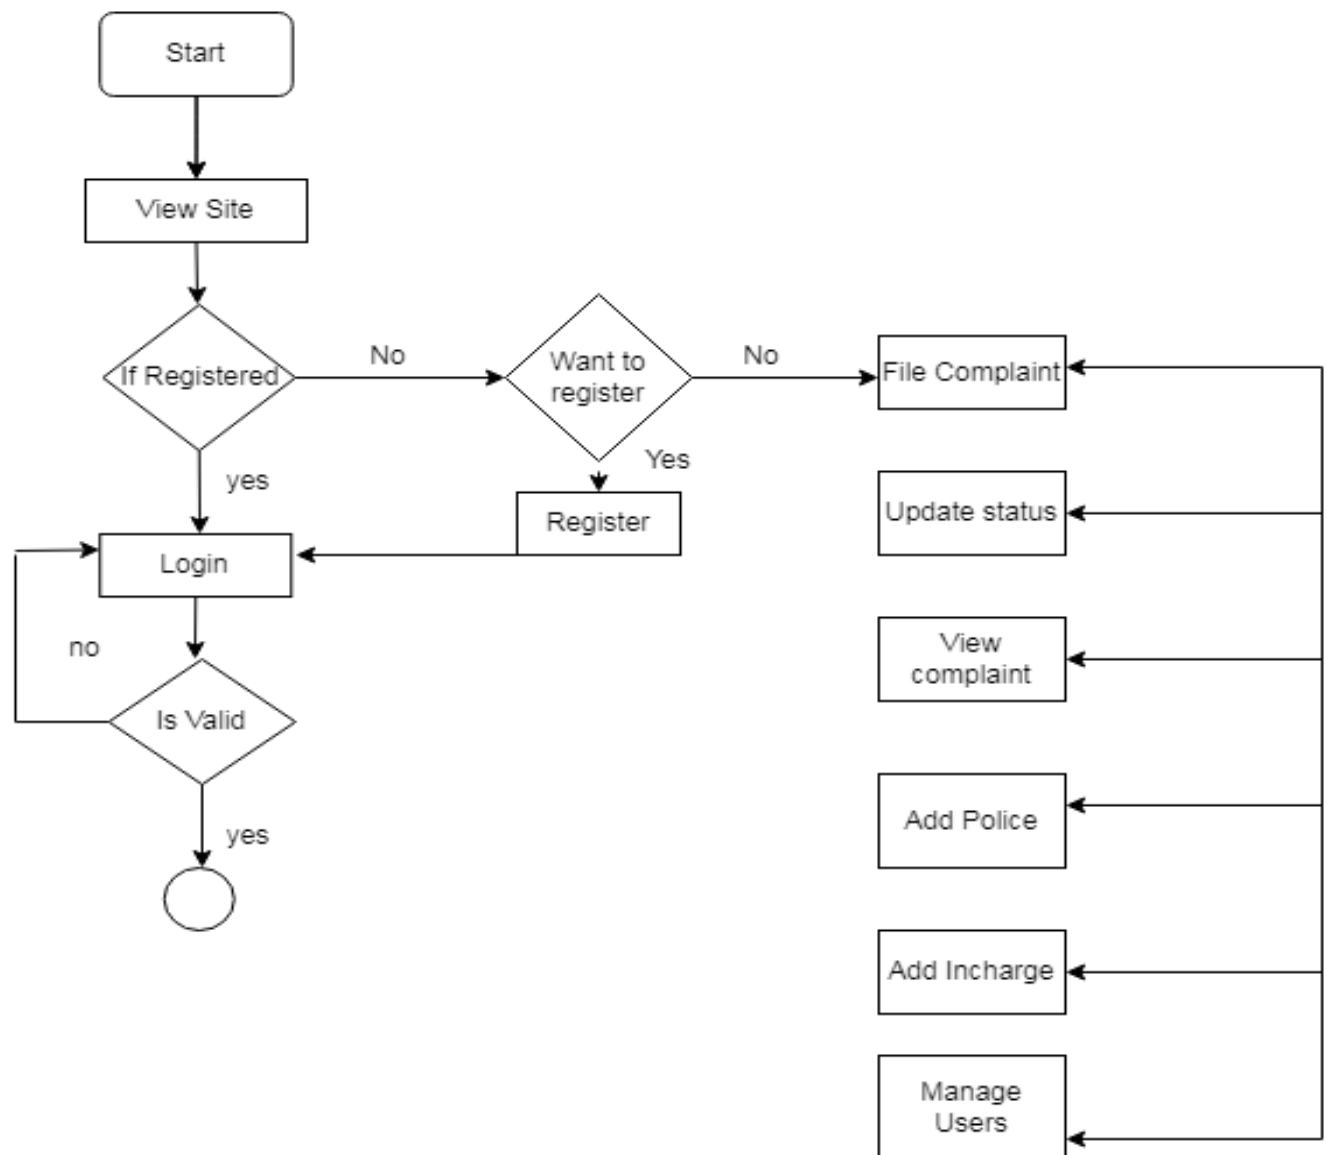 Start
View Site
If Registered
No
Want to
register
No
File Complaint
yes
Yes
Register
Update status
Login
no
View
complaint
Is Valid
yes
Add Police
Add Incharge
Manage
Users